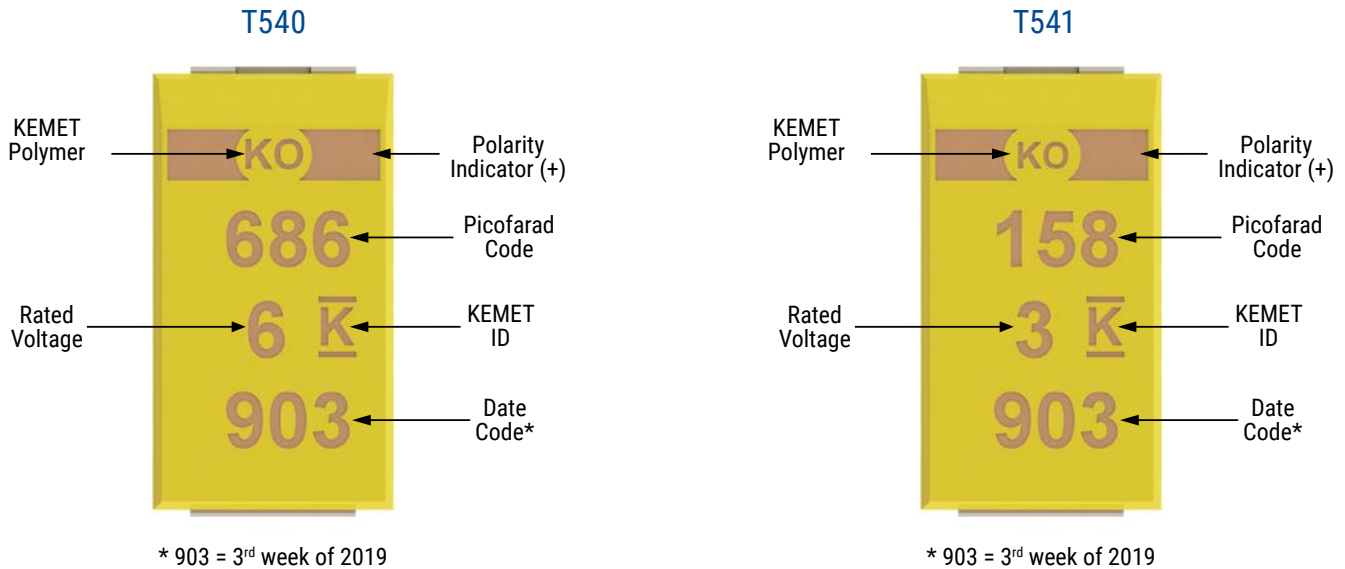 T540
KEMET
Polymer
KO
Polarity
Indicator (+)
686
Picofarad
Code
Rated
Voltage
6 K
KEMET
ID
903
Date
Code*
* 903 = 3rd week of 2019
T541
KEMET
Polymer
KO
Polarity
Indicator (+)
158
Picofarad
Code
Rated
Voltage
3 K
KEMET
ID
903
Date
Code*
* 903 = 3rd week of 2019